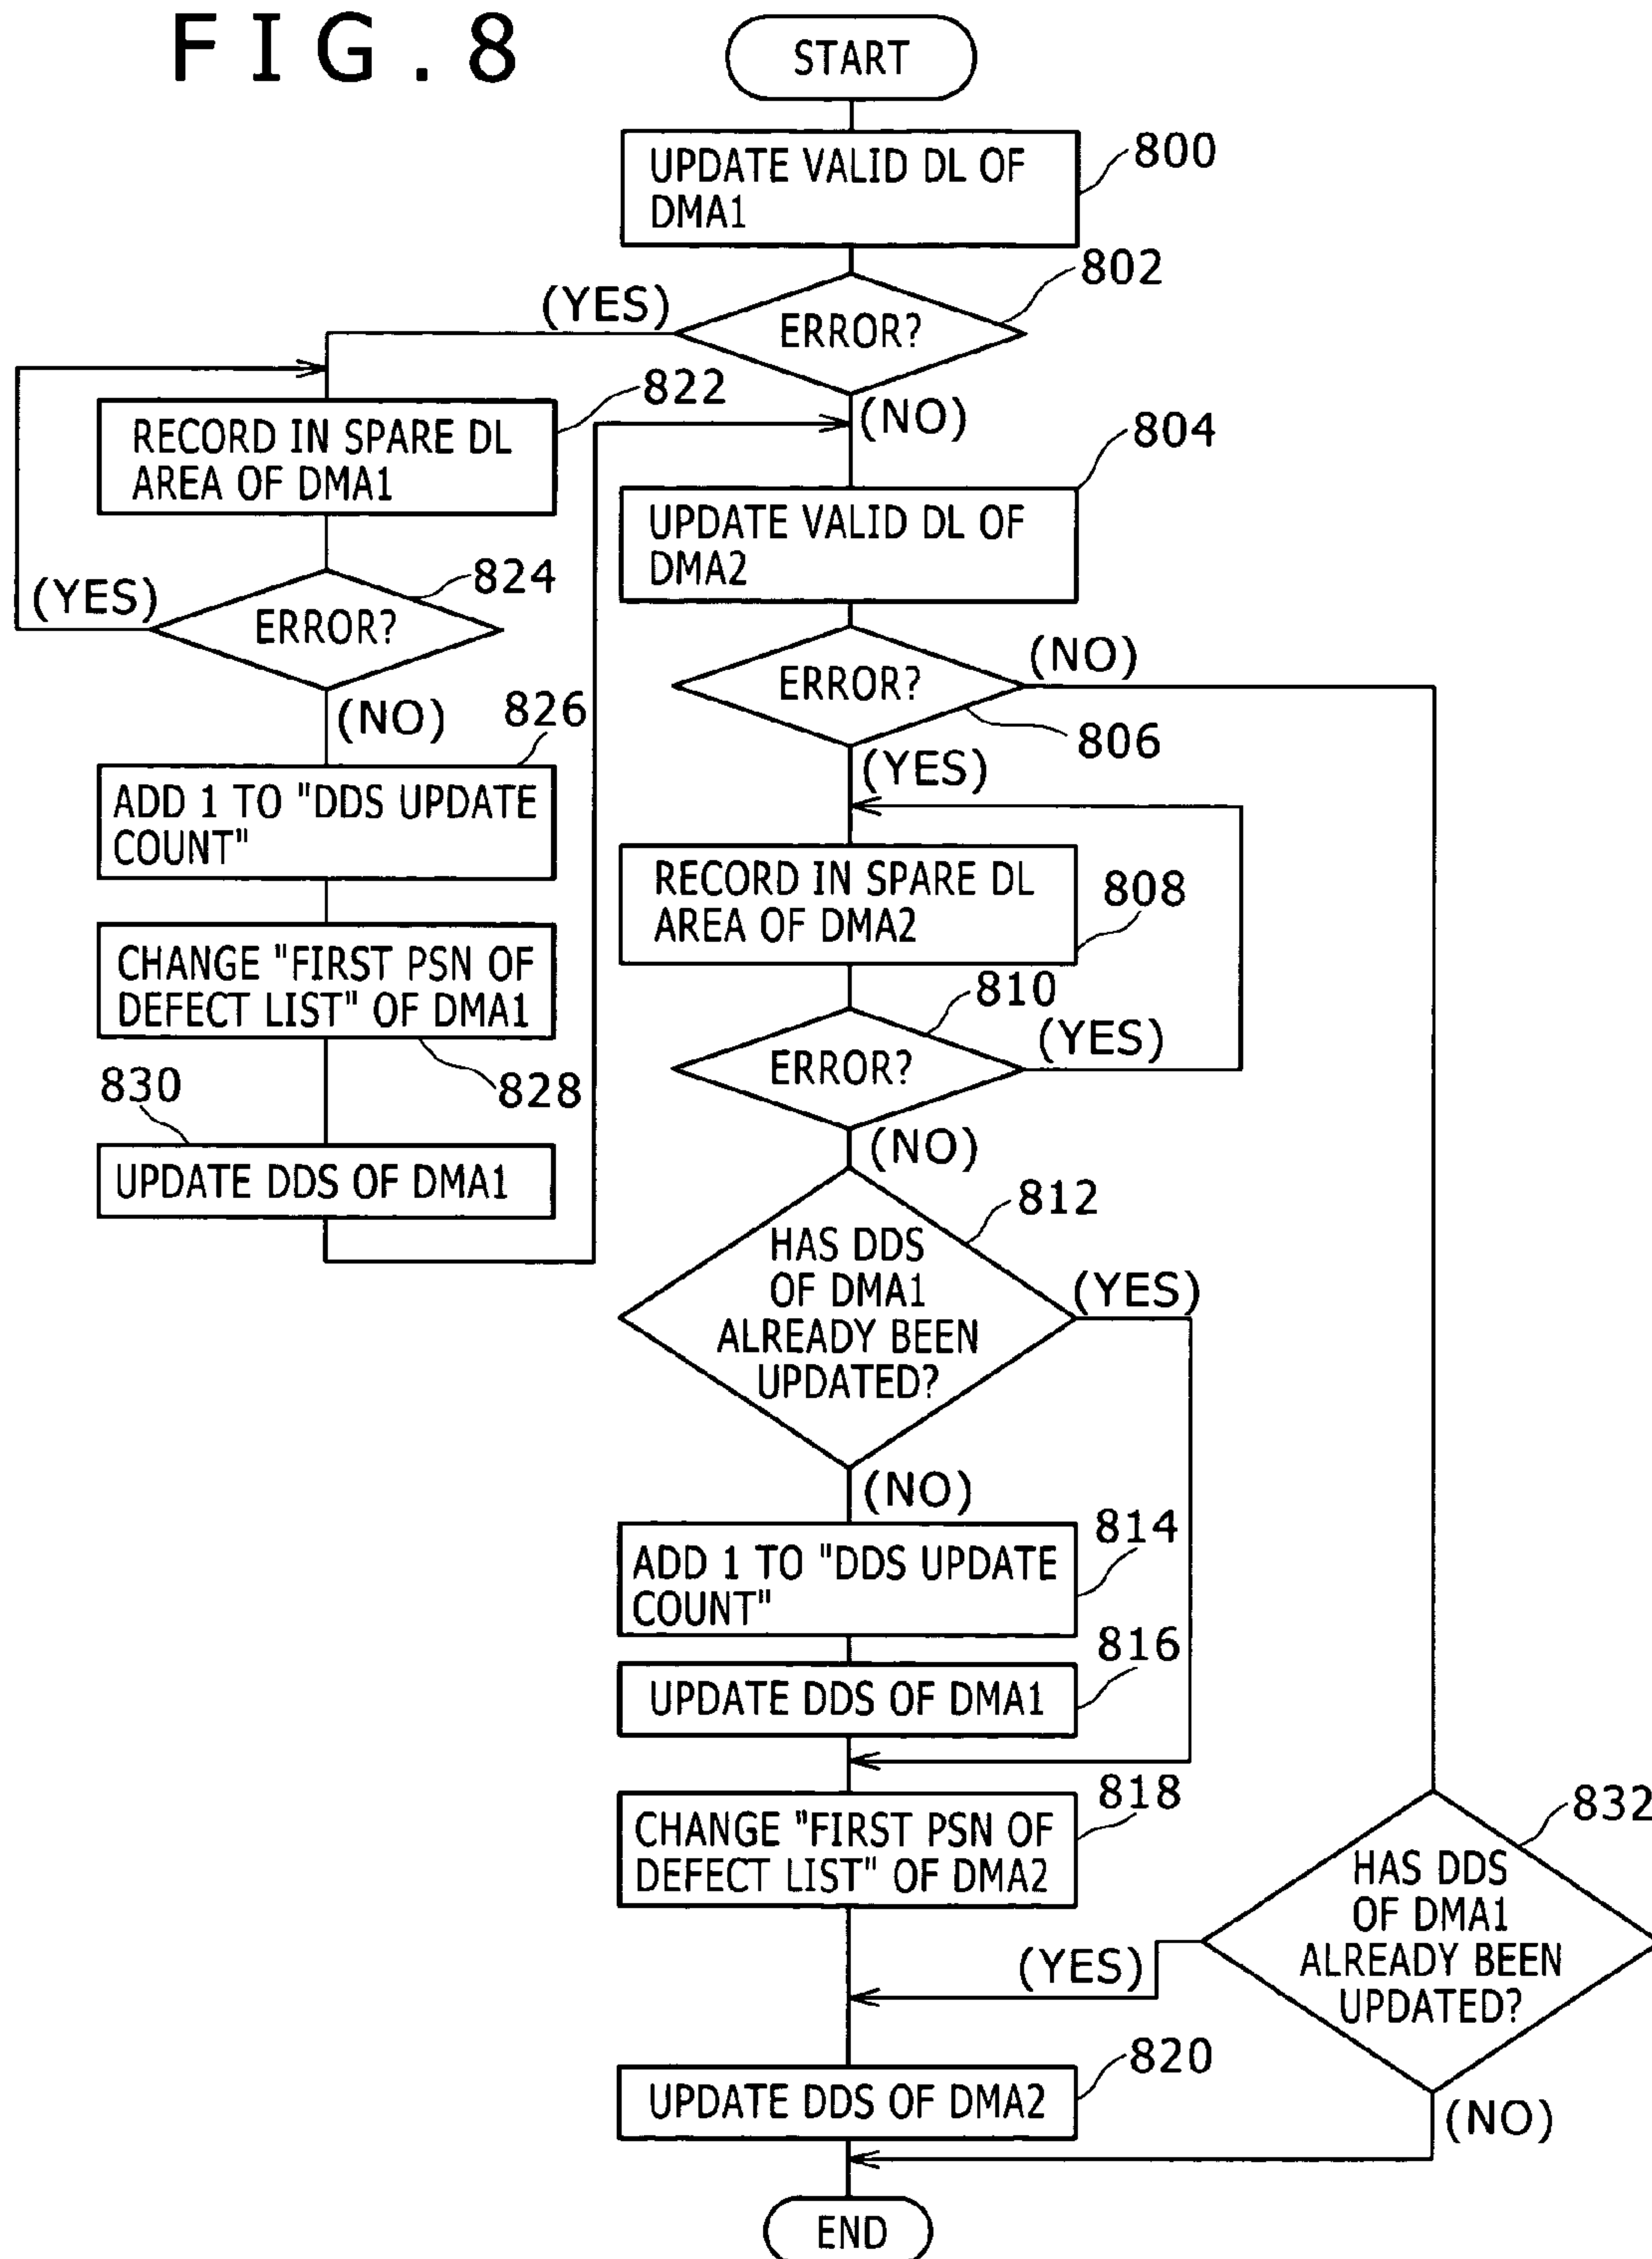 FIG. 8
START
UPDATE VALID DL OF
DMA1
800
ERROR?
802
(YES)
(NO)
RECORD IN SPARE DL
AREA OF DMA1
822
ERROR?
824
(YES)
(NO)
ADD 1 TO "DDS UPDATE
COUNT"
826
CHANGE "FIRST PSN OF
DEFECT LIST" OF DMA1
828
830
UPDATE DDS OF DMA1
UPDATE VALID DL OF
DMA2
804
ERROR?
(NO)
806
(YES)
RECORD IN SPARE DL
AREA OF DMA2
808
ERROR?
810
(YES)
(NO)
HAS DDS
OF DMA1
ALREADY BEEN
UPDATED?
812
(YES)
(NO)
ADD 1 TO "DDS UPDATE
COUNT"
814
UPDATE DDS OF DMA1
816
CHANGE "FIRST PSN OF
DEFECT LIST" OF DMA2
818
HAS DDS
OF DMA1
ALREADY BEEN
UPDATED?
832
(YES)
(NO)
UPDATE DDS OF DMA2
820
END